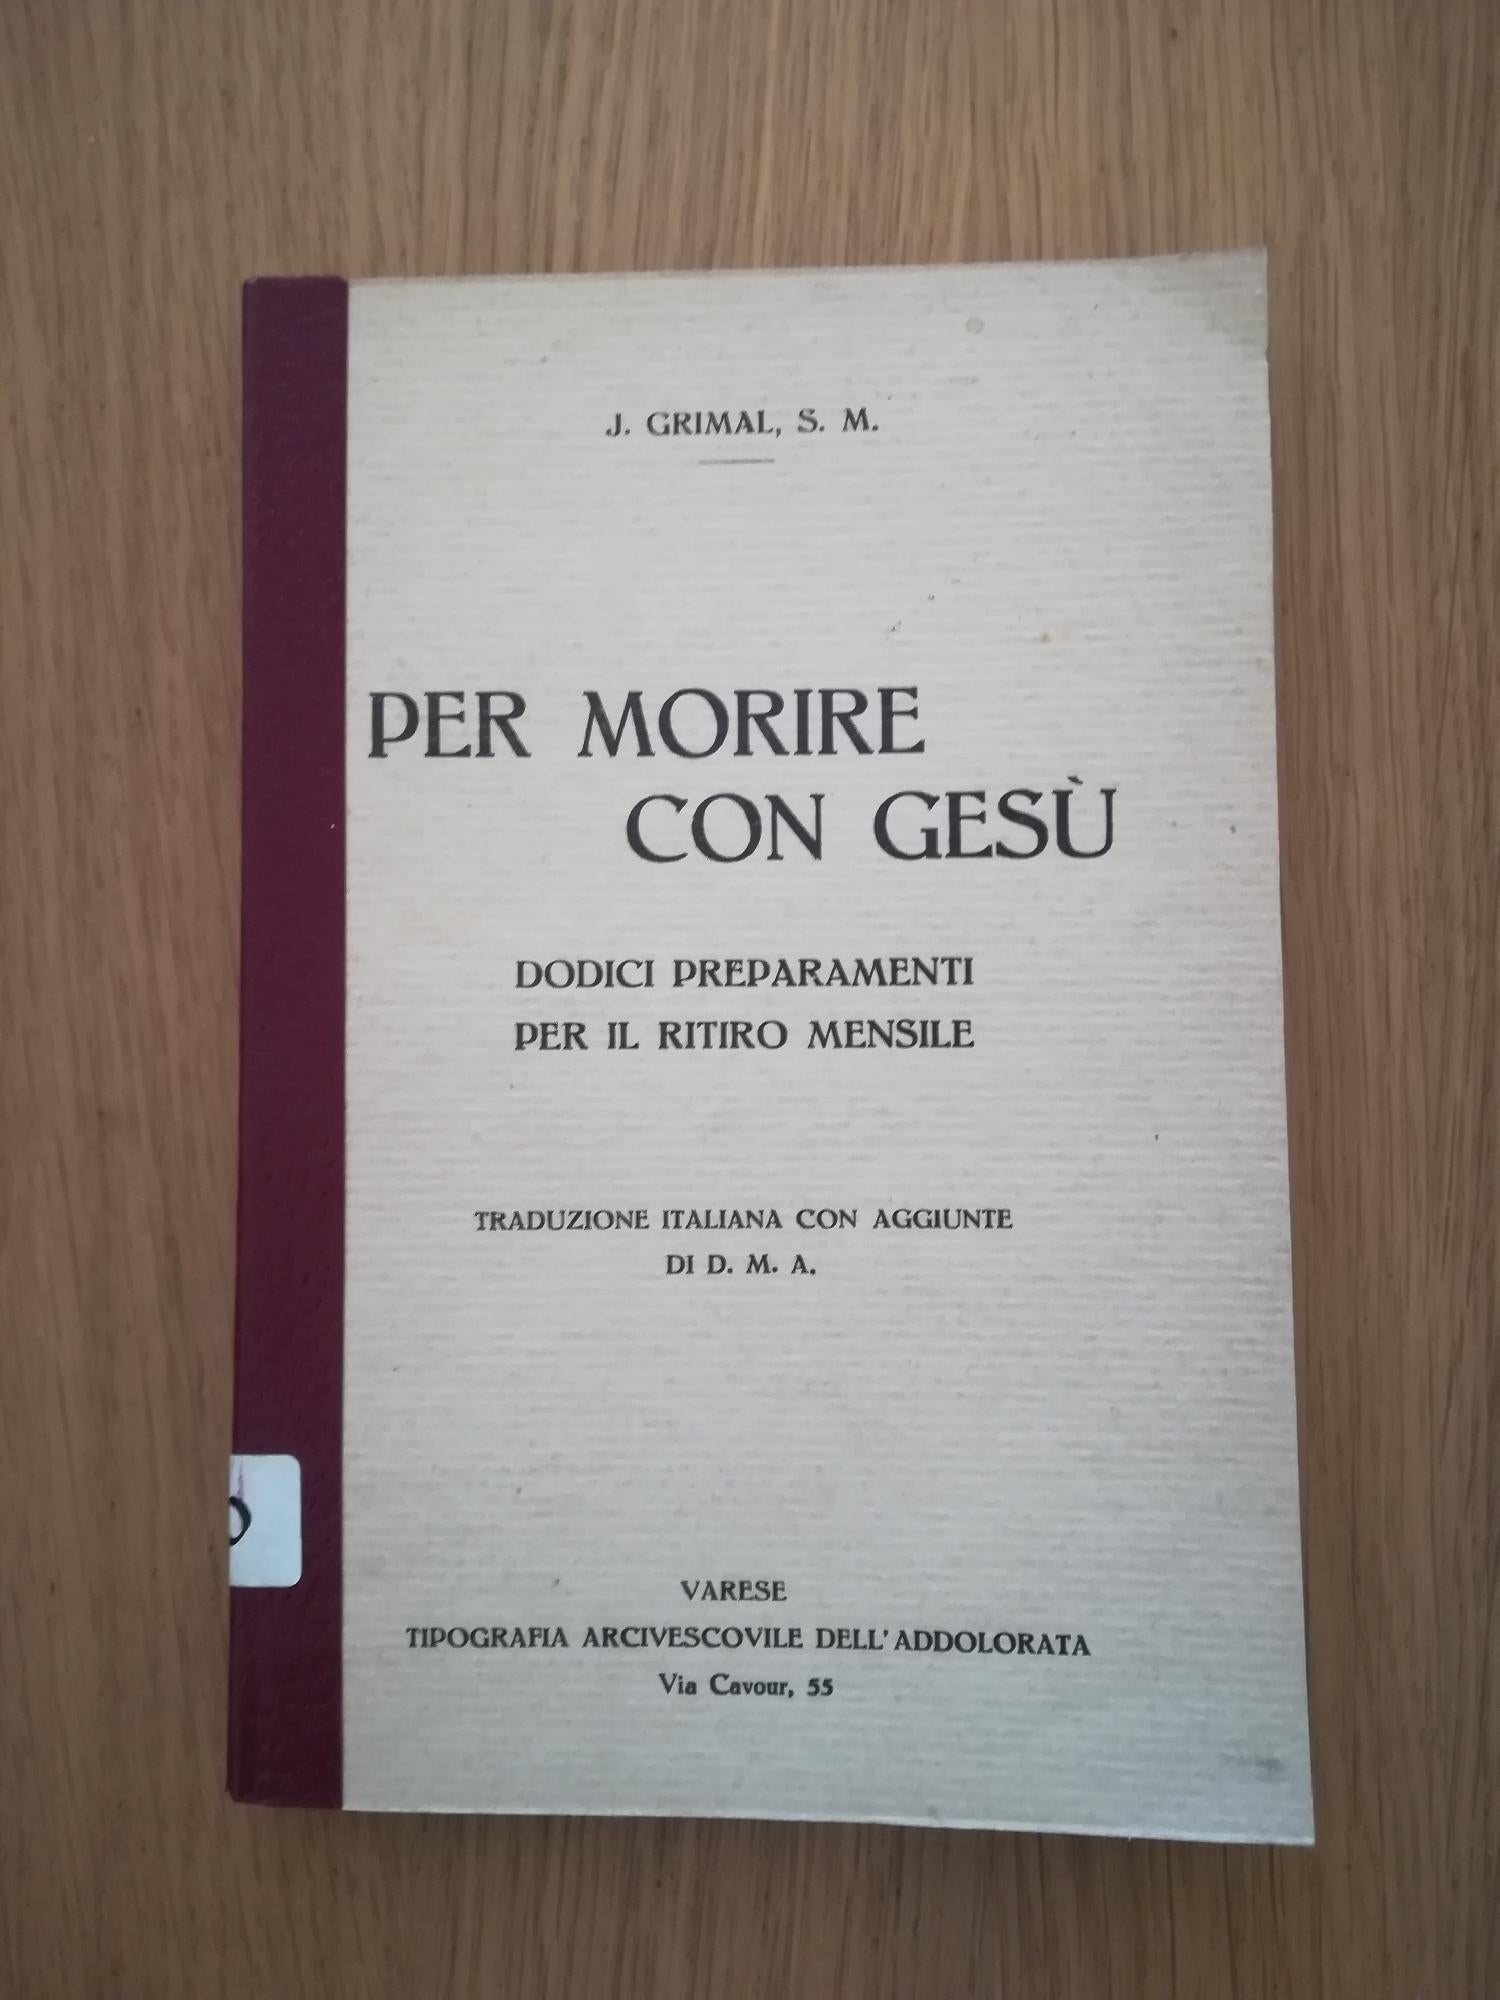 J. GRIMAL, S. M.
PER MORIRE
CON GESÙ
DODICI PREPARAMENTI
PER IL RITIRO MENSILE
TRADUZIONE ITALIANA CON AGGIUNTE
DI D. M. A.
VARESE
TIPOGRAFIA ARCIVESCOVILE DELL'ADDOLORATA
Via Cavour, 55